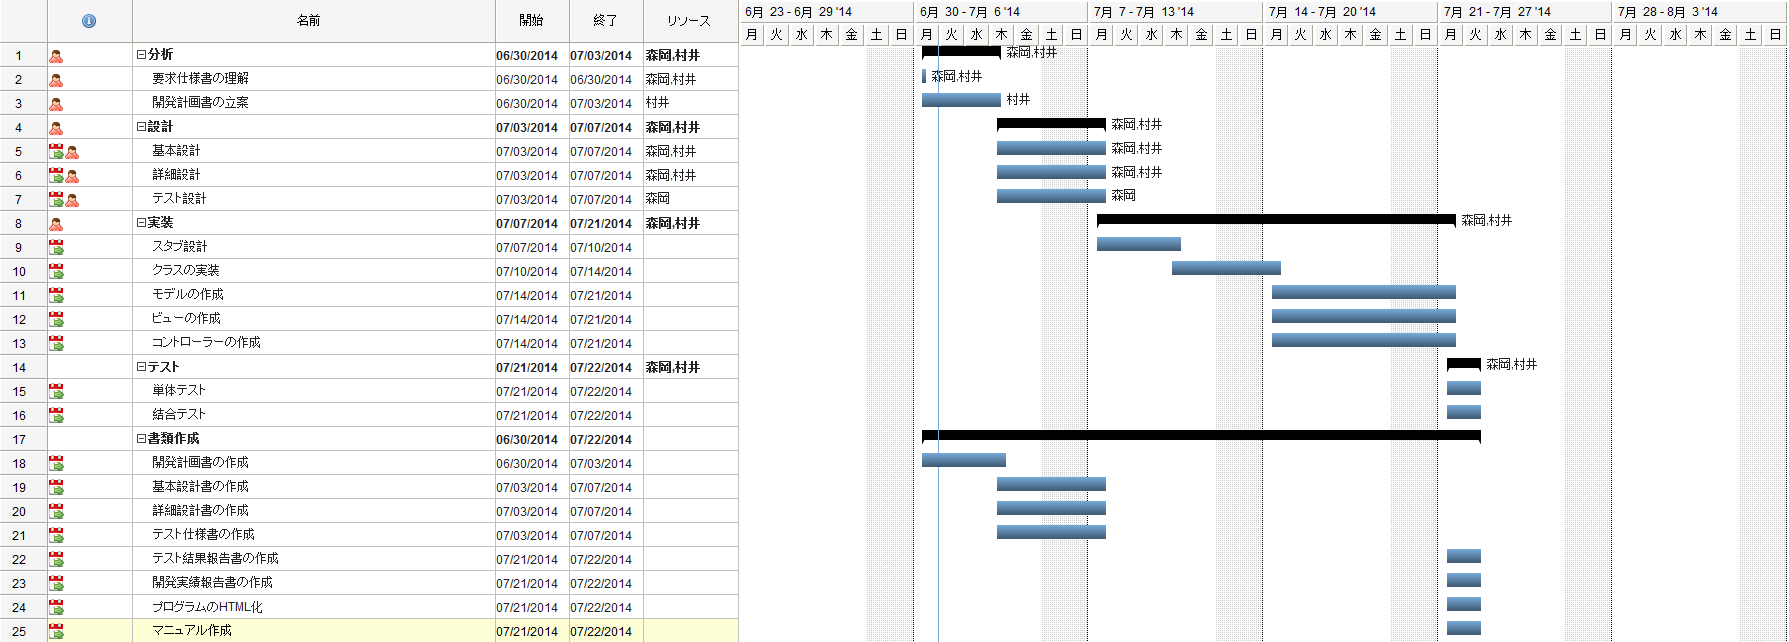 名前 開始 終了 リソース
6月 23 - 6月 29 '14 6月 30 - 7月 6 '14 7月 7 - 7月 13 '14 7月 14 - 7月 20 '14 7月 21 - 7月 27 '14 7月 28 - 8月 3 '14
月 火 水 木 金 土 日 月 火 水 木 金 土 日 月 火 水 木 金 土 日 月 火 水 木 金 土 日 月 火 水 木 金 土 日 月 火 水 木 金 土 日
1 分析 06/30/2014 07/03/2014 森岡,村井 森岡,村井
2 要求仕様書の理解 06/30/2014 06/30/2014 森岡,村井 森岡,村井
3 開発計画書の立案 06/30/2014 07/03/2014 村井 村井
4 設計 07/03/2014 07/07/2014 森岡,村井 森岡,村井
5 基本設計 07/03/2014 07/07/2014 森岡,村井 森岡,村井
6 詳細設計 07/03/2014 07/07/2014 森岡,村井 森岡,村井
7 テスト設計 07/03/2014 07/07/2014 森岡 森岡
8 実装 07/07/2014 07/21/2014 森岡,村井 森岡,村井
9 スタブ設計 07/07/2014 07/10/2014
10 クラスの実装 07/10/2014 07/14/2014
11 モデルの作成 07/14/2014 07/21/2014
12 ビューの作成 07/14/2014 07/21/2014
13 コントローラーの作成 07/14/2014 07/21/2014
14 テスト 07/21/2014 07/22/2014 森岡,村井 森岡,村井
15 単体テスト 07/21/2014 07/22/2014
16 結合テスト 07/21/2014 07/22/2014
17 書類作成 06/30/2014 07/22/2014
18 開発計画書の作成 06/30/2014 07/03/2014
19 基本設計書の作成 07/03/2014 07/07/2014
20 詳細設計書の作成 07/03/2014 07/07/2014
21 テスト仕様書の作成 07/03/2014 07/07/2014
22 テスト結果報告書の作成 07/21/2014 07/22/2014
23 開発実績報告書の作成 07/21/2014 07/22/2014
24 プログラムのHTML化 07/21/2014 07/22/2014
25 マニュアル作成 07/21/2014 07/22/2014